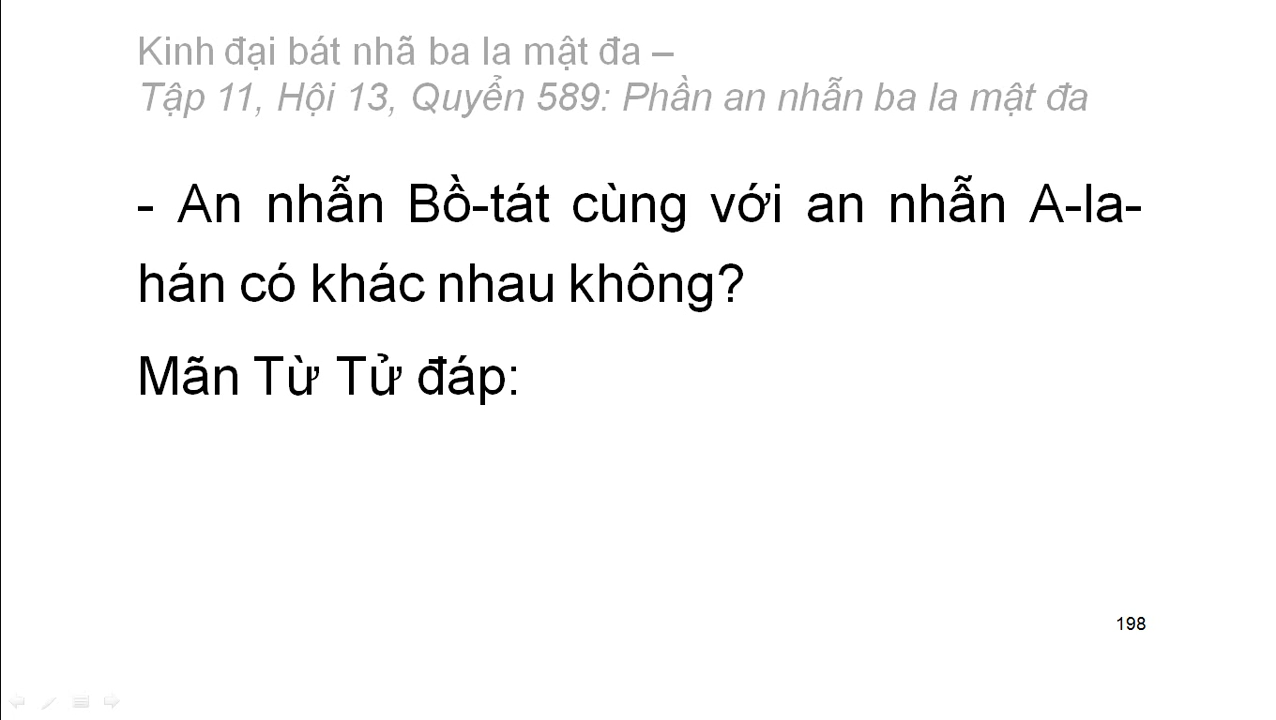 Kinh đại bát nhã ba la mật đa –
Tập 11, Hội 13, Quyển 589: Phần an nhẫn ba la mật đa
- An nhẫn Bồ-tát cùng với an nhẫn A-la-
hán có khác nhau không?
Mãn Từ Tử đáp:
198